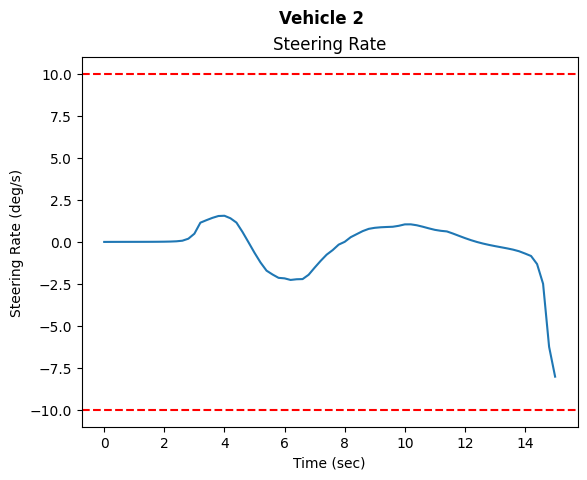 Vehicle 2
Steering Rate
10.0
7.5
5.0
2.5
0.0
−2.5
−5.0
−7.5
−10.0
Steering Rate (deg/s)
0 2 4 6 8 10 12 14
Time (sec)